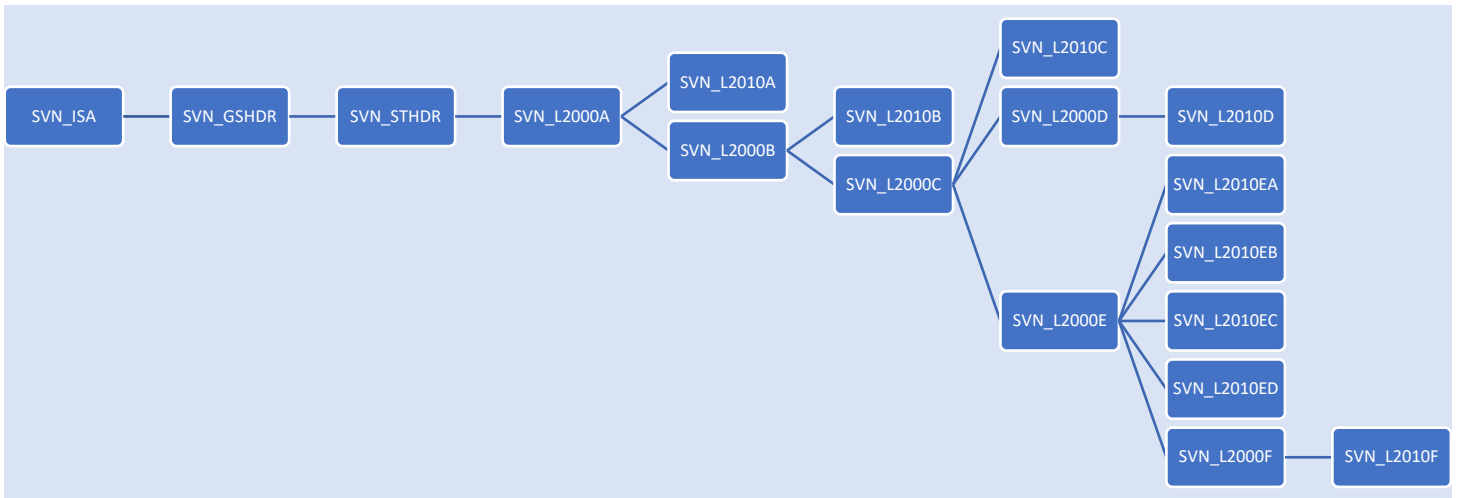 SVN_ISA
SVN_GSHDR
SVN_STHDR
SVN_L2000A
SVN_L2010A
SVN_L2000B
SVN_L2010B
SVN_L2000C
SVN_L2010C
SVN_L2000D
SVN_L2010D
SVN_L2000E
SVN_L2010EA
SVN_L2010EB
SVN_L2010EC
SVN_L2010ED
SVN_L2000F
SVN_L2010F